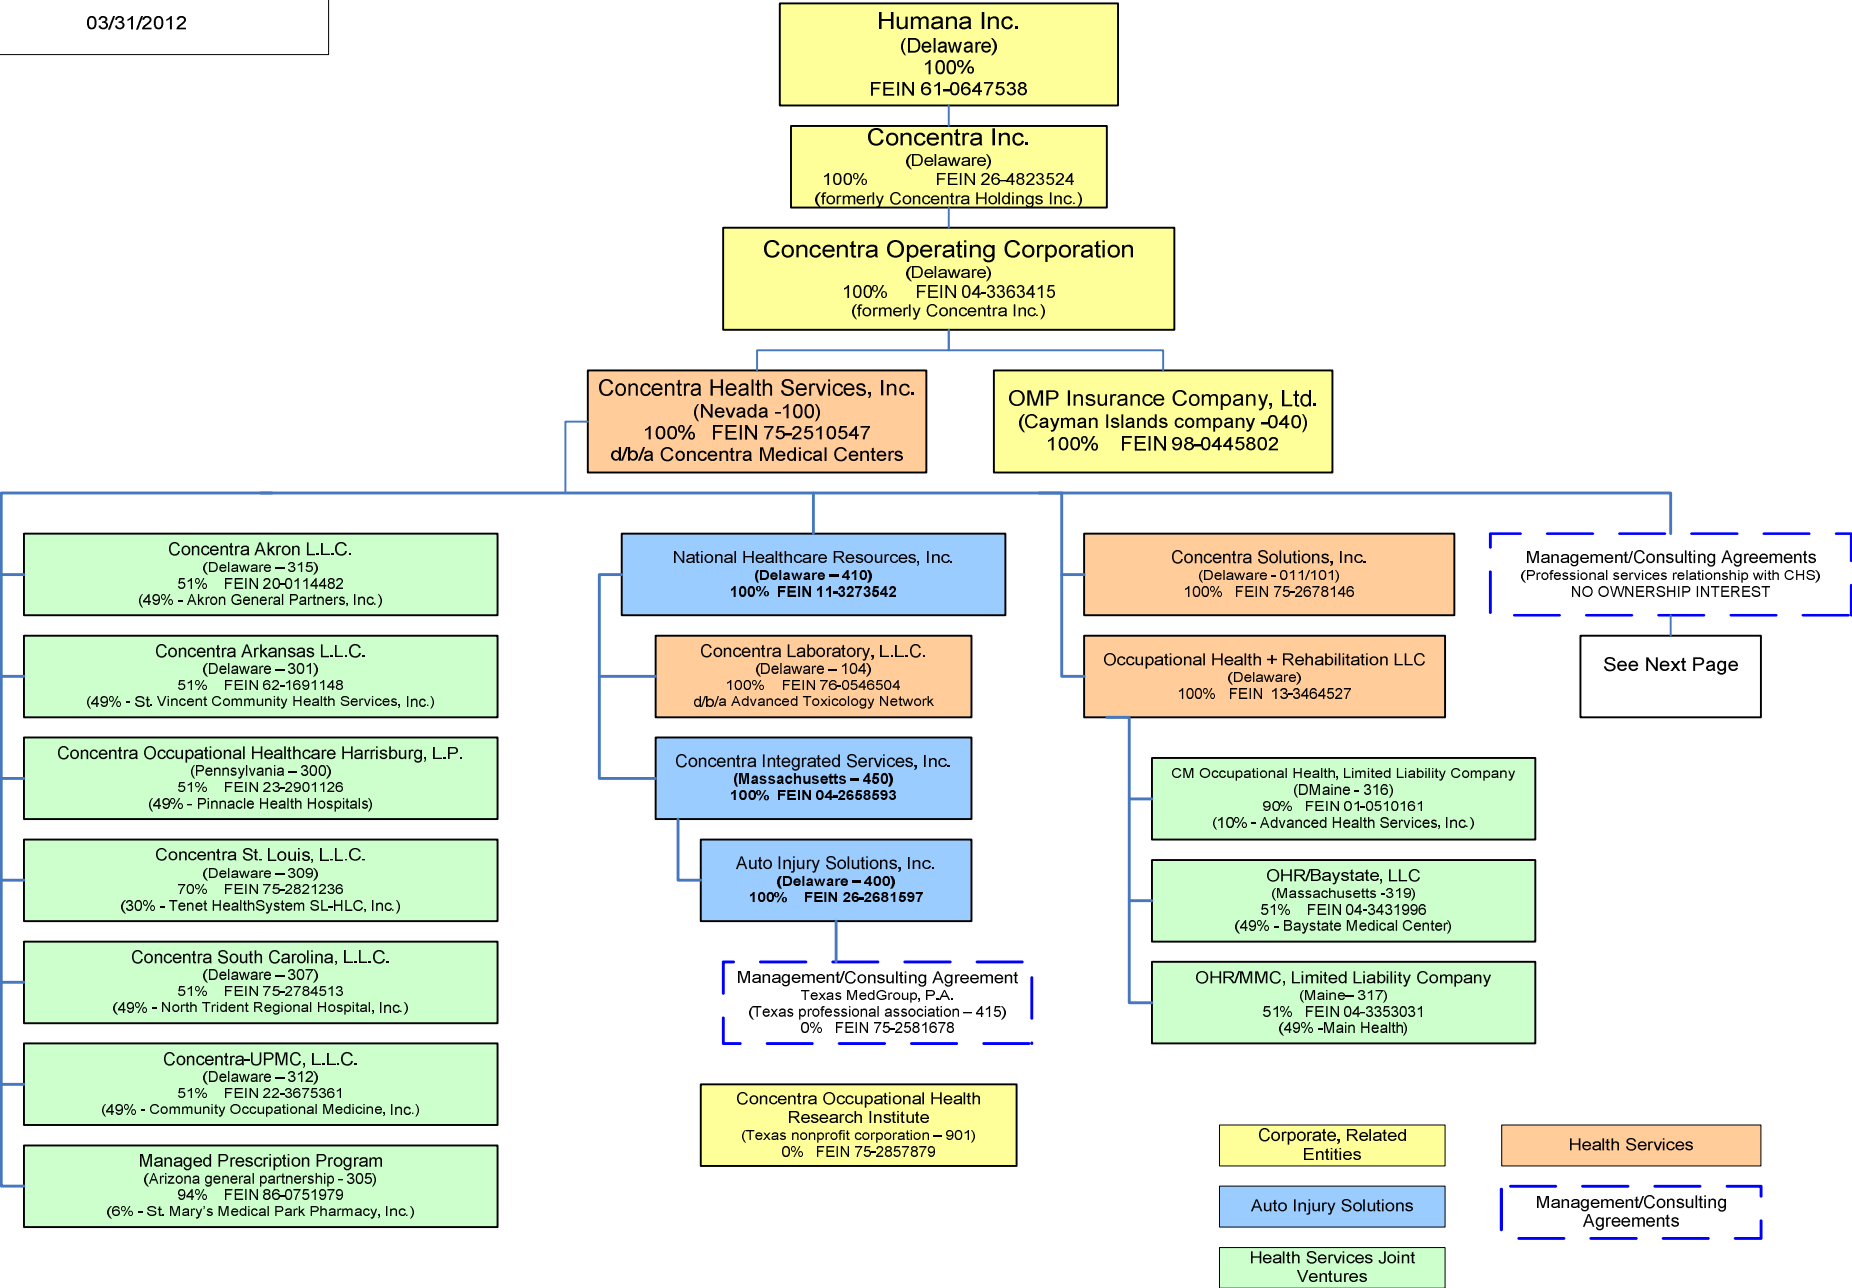 03/31/2012
Humana Inc.
(Delaware)
100%
FEIN 61-0647538
Concentra Inc.
(Delaware)
100% FEIN 26-4823524
(formerly Concentra Holdings Inc.)
Concentra Operating Corporation
(Delaware)
100% FEIN 04-3363415
(formerly Concentra Inc.)
Concentra Health Services, Inc.
(Nevada -100)
100% FEIN 75-2510547
d/b/a Concentra Medical Centers
OMP Insurance Company, Ltd.
(Cayman Islands company -040)
100% FEIN 98-0445802
Concentra Akron L.L.C.
(Delaware – 315)
51% FEIN 20-0114482
(49% - Akron General Partners, Inc.)
Concentra Arkansas L.L.C.
(Delaware – 301)
51% FEIN 62-1691148
(49% - St. Vincent Community Health Services, Inc.)
Concentra Occupational Healthcare Harrisburg, L.P.
(Pennsylvania – 300)
51% FEIN 23-2901126
(49% - Pinnacle Health Hospitals)
Concentra St. Louis, L.L.C.
(Delaware – 309)
70% FEIN 75-2821236
(30% - Tenet HealthSystem SL-HLC, Inc.)
Concentra South Carolina, L.L.C.
(Delaware – 307)
51% FEIN 75-2784513
(49% - North Trident Regional Hospital, Inc.)
Concentra-UPMC, L.L.C.
(Delaware – 312)
51% FEIN 22-3675361
(49% - Community Occupational Medicine, Inc.)
Managed Prescription Program
(Arizona general partnership - 305)
94% FEIN 86-0751979
(6% - St. Mary's Medical Park Pharmacy, Inc.)
National Healthcare Resources, Inc.
(Delaware – 410)
100% FEIN 11-3273542
Concentra Laboratory, L.L.C.
(Delaware – 104)
100% FEIN 76-0546504
d/b/a Advanced Toxicology Network
Concentra Integrated Services, Inc.
(Massachusetts – 450)
100% FEIN 04-2658593
Auto Injury Solutions, Inc.
(Delaware – 400)
100% FEIN 26-2681597
Management/Consulting Agreement
Texas MedGroup, P.A.
(Texas professional association – 415)
0% FEIN 75-2581678
Concentra Occupational Health
Research Institute
(Texas nonprofit corporation – 901)
0% FEIN 75-2857879
Concentra Solutions, Inc.
(Delaware - 011/101)
100% FEIN 75-2678146
Occupational Health + Rehabilitation LLC
(Delaware)
100% FEIN 13-3464527
CM Occupational Health, Limited Liability Company
(DMaine - 316)
90% FEIN 01-0510161
(10% - Advanced Health Services, Inc.)
OHR/Baystate, LLC
(Massachusetts -319)
51% FEIN 04-3431996
(49% - Baystate Medical Center)
OHR/MMC, Limited Liability Company
(Maine– 317)
51% FEIN 04-3353031
(49% -Main Health)
Management/Consulting Agreements
(Professional services relationship with CHS)
NO OWNERSHIP INTEREST
See Next Page
Corporate, Related
Entities
Health Services
Auto Injury Solutions
Management/Consulting
Agreements
Health Services Joint
Ventures